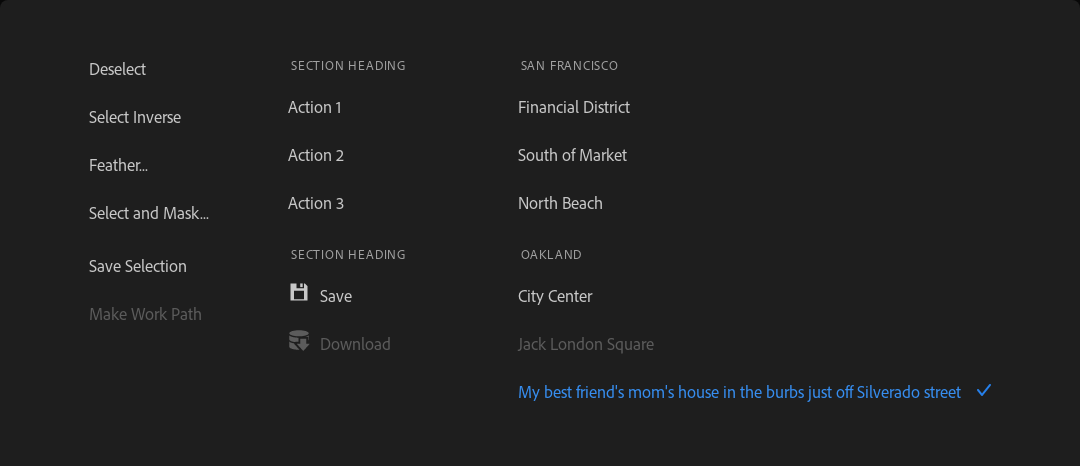 Deselect
Select Inverse
Feather...
Select and Mask...
Save Selection
Make Work Path
SECTION HEADING
Action 1
Action 2
Action 3
SECTION HEADING
Save
Download
SAN FRANCISCO
Financial District
South of Market
North Beach
OAKLAND
City Center
Jack London Square
My best friend's mom's house in the burbs just off Silverado street